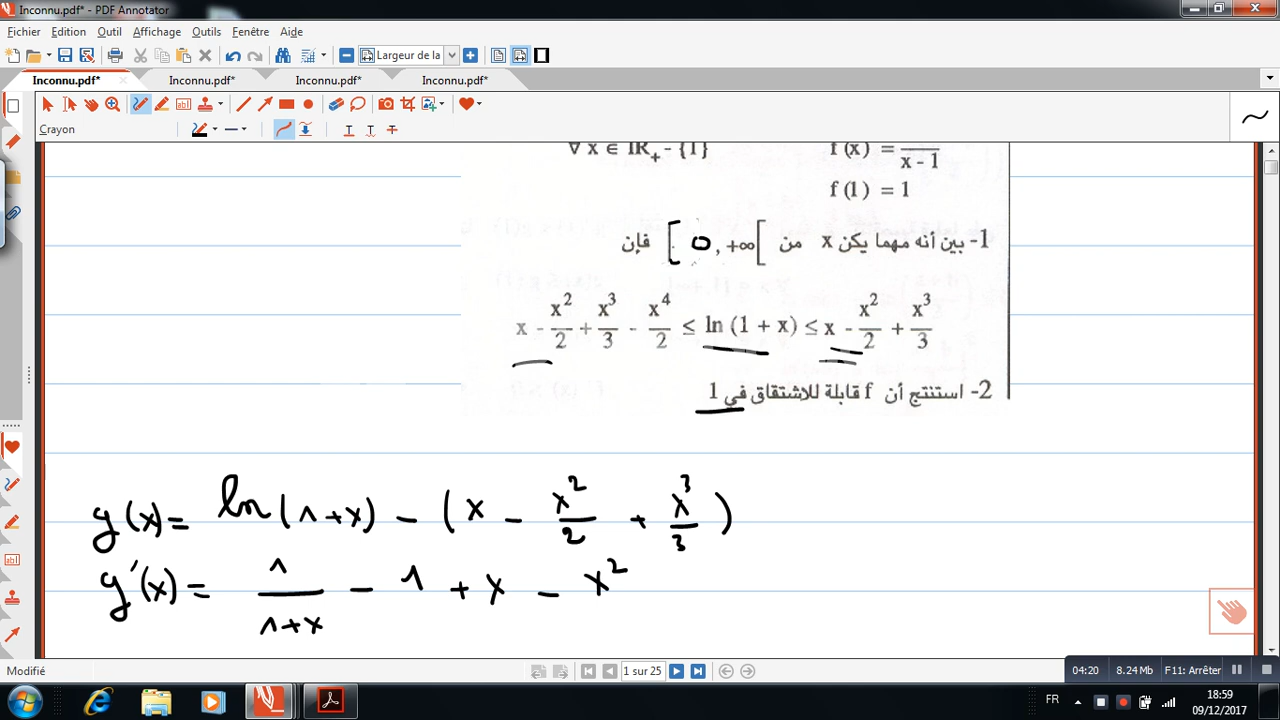 Inconnu.pdf* - PDF Annotator
Fichier Edition Outil Affichage Outils Fenêtre Aide
Largeur de la
Inconnu.pdf* Inconnu.pdf* Inconnu.pdf* Inconnu.pdf*
Crayon
∀ x ∈ IR₊ - {1} f (x) = / x - 1
f (1) = 1
1- بين أنه مهما يكن x من [ 0 , +∞[ فإن
x - x²/2 + x³/3 - x⁴/2 ≤ ln (1 + x) ≤ x - x²/2 + x³/3
2- استنتج أن f قابلة للاشتقاق في 1
g(x) = ln(1+x) - (x - x²/2 + x³/3)
g'(x) = 1/(1+x) - 1 + x - x²
1 sur 25
Modifié
04:20 8.24 Mb F11: Arrêter
FR
18:59
09/12/2017